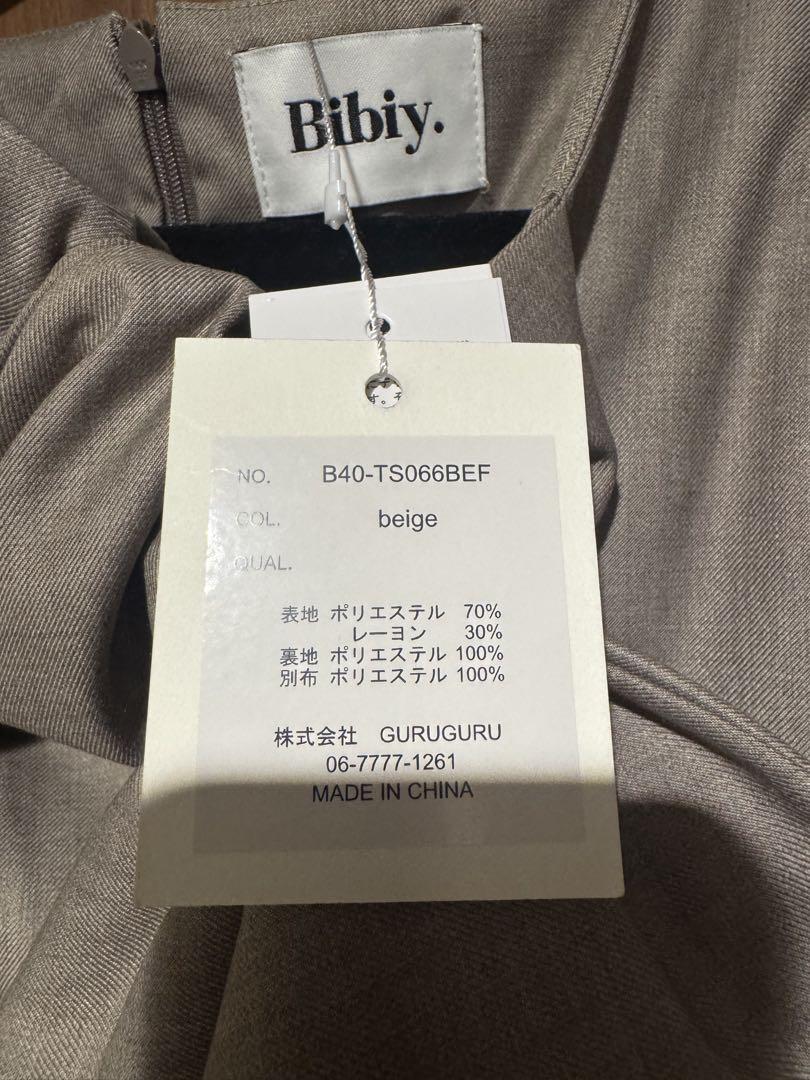 Bibiy.
NO. B40-TS066BEF
COL. beige
QUAL.
表地 ポリエステル 70%
レーヨン 30%
裏地 ポリエステル 100%
別布 ポリエステル 100%
株式会社 GURUGURU
06-7777-1261
MADE IN CHINA